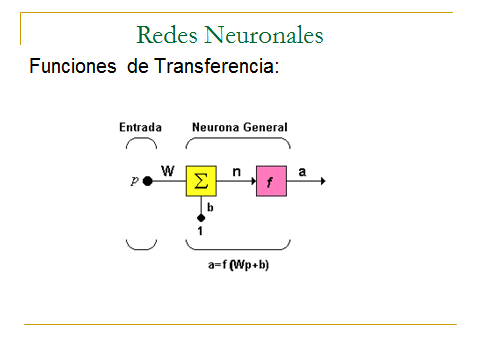 Redes Neuronales
Funciones de Transferencia:
Entrada Neurona General
p W Σ n f a
b
1
a=f (Wp+b)